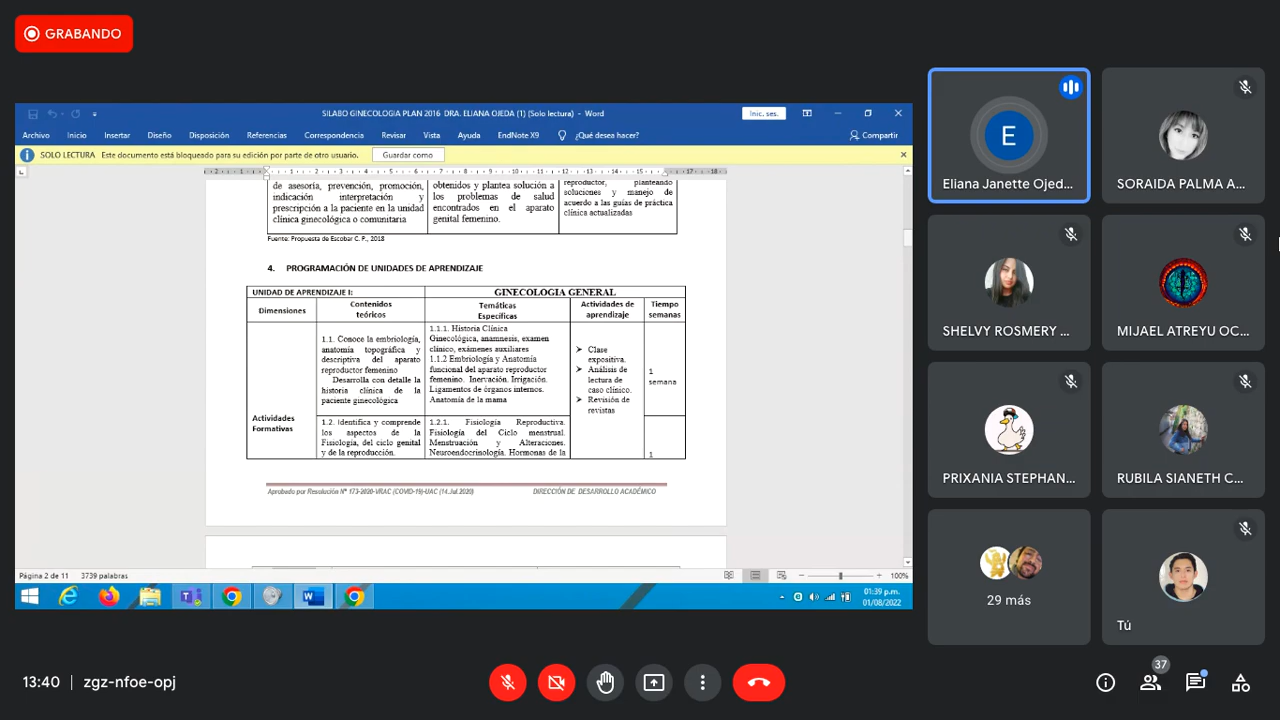 GRABANDO
SILABO GINECOLOGIA PLAN 2016 DRA. ELIANA OJEDA (1) (Solo lectura) - Word
Inic. ses.
Archivo Inicio Insertar Diseño Disposición Referencias Correspondencia Revisar Vista Ayuda EndNote X9 ¿Qué desea hacer? Compartir
SOLO LECTURA Este documento está bloqueado para su edición por parte de otro usuario. Guardar como
de asesoría, prevención, promoción,
indicación interpretación y
prescripción a la paciente en la unidad
clínica ginecológica o comunitaria
obtenidos y plantea solución a
los problemas de salud
encontrados en el aparato
genital femenino.
reproductor, planteando
soluciones y manejo de
acuerdo a las guías de práctica
clínica actualizadas
Fuente: Propuesta de Escobar C. P., 2018
4. PROGRAMACIÓN DE UNIDADES DE APRENDIZAJE
UNIDAD DE APRENDIZAJE I: GINECOLOGIA GENERAL
Dimensiones
Contenidos
teóricos
Temáticas
Específicas
Actividades de
aprendizaje
Tiempo
semanas
Actividades
Formativas
1.1. Conoce la embriología,
anatomía topográfica y
descriptiva del aparato
reproductor femenino
Desarrolla con detalle la
historia clínica de la
paciente ginecológica
1.1.1. Historia Clínica
Ginecológica, anamnesis, examen
clínico, exámenes auxiliares
1.1.2 Embriología y Anatomía
funcional del aparato reproductor
femenino. Inervación. Irrigación.
Ligamentos de órganos internos.
Anatomía de la mama
Clase
expositiva.
Análisis de
lectura de
caso clínico.
Revisión de
revistas
1
semana
1.2. Identifica y comprende
los aspectos de la
Fisiología, del ciclo genital
y de la reproducción.
1.2.1. Fisiología Reproductiva.
Fisiología del Ciclo menstrual.
Menstruación y Alteraciones.
Neuroendocrinología. Hormonas de la
1
Aprobado por Resolución N° 173-2020-VRAC (COVID-19)-UAC (14.Jul.2020) DIRECCIÓN DE DESARROLLO ACADÉMICO
Página 2 de 11 3739 palabras 100%
01:39 p.m.
01/08/2022
E
Eliana Janette Ojed...
SORAIDA PALMA A...
SHELVY ROSMERY ...
MIJAEL ATREYU OC...
PRIXANIA STEPHAN...
RUBILA SIANETH C...
29 más
Tú
13:40 | zgz-nfoe-opj
37